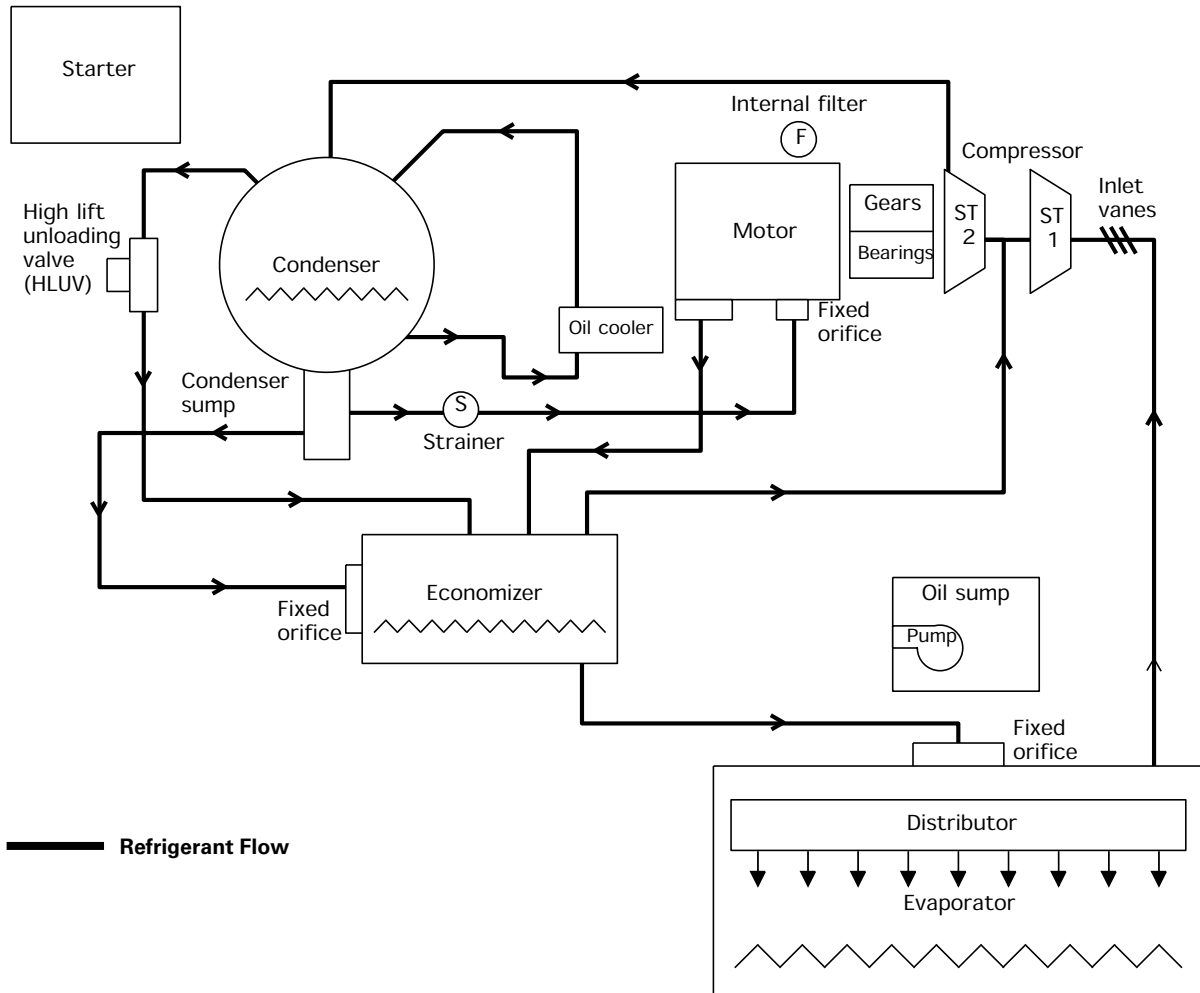 Starter
Internal filter
F
Compressor
Inlet
vanes
Gears
Bearings
ST
2
ST
1
Motor
High lift
unloading
valve
(HLUV)
Condenser
Oil cooler
Fixed
orifice
Condenser
sump
S
Strainer
Economizer
Fixed
orifice
Oil sump
Pump
Fixed
orifice
Distributor
Evaporator
Refrigerant Flow